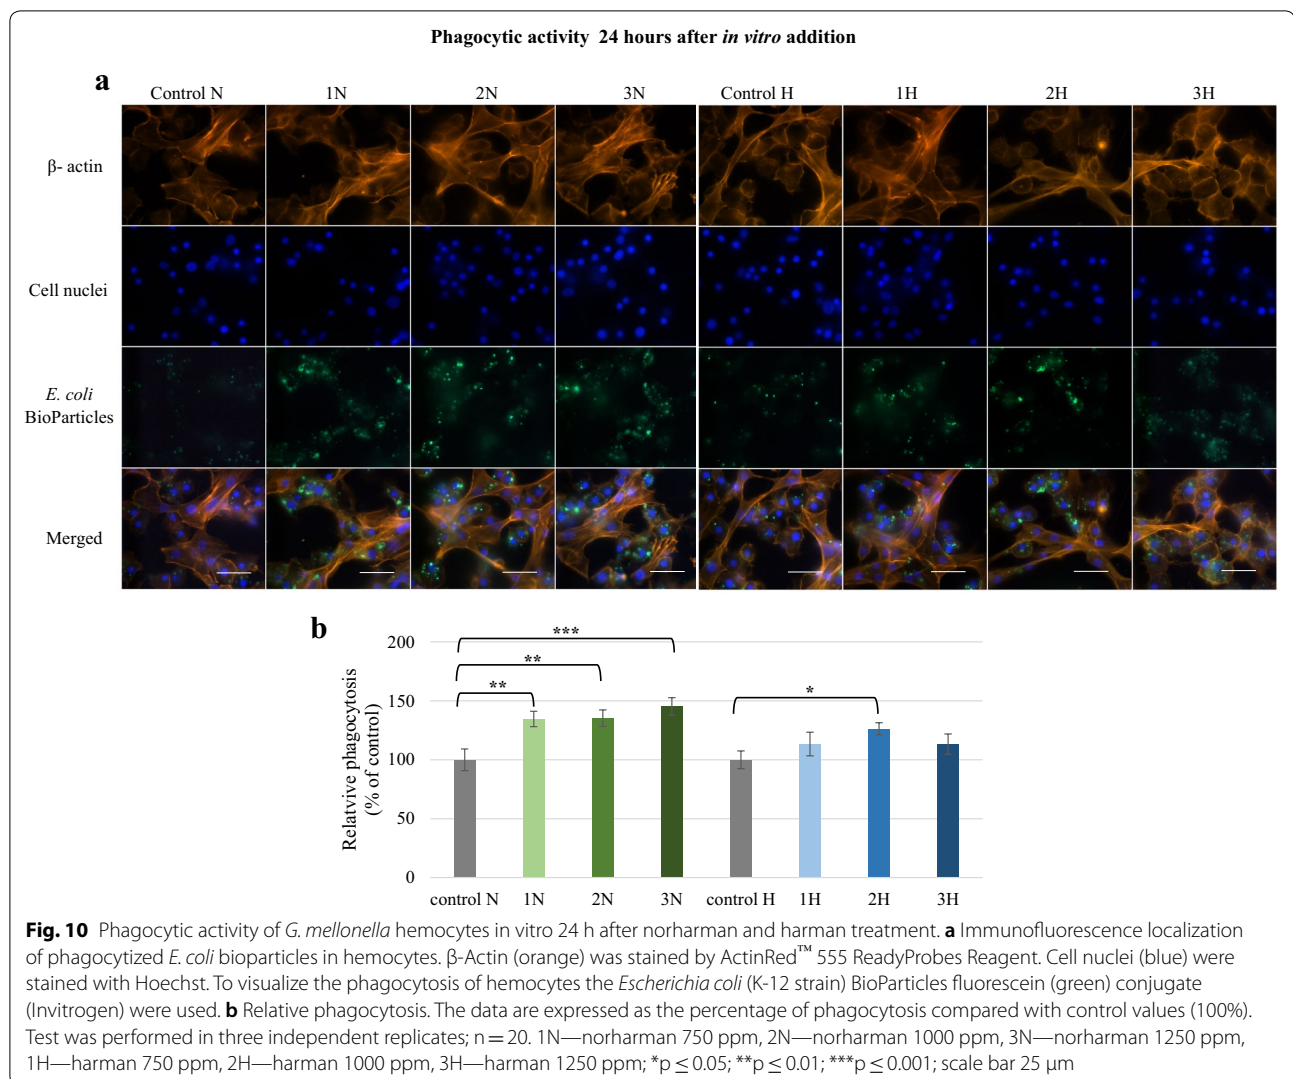 Phagocytic activity 24 hours after in vitro addition
a
Control N 1N 2N 3N Control H 1H 2H 3H
β- actin
Cell nuclei
E. coli
BioParticles
Merged
b
Relatvive phagocytosis
(% of control)
200
150
100
50
0
***
**
**
*
control N 1N 2N 3N control H 1H 2H 3H
Fig. 10 Phagocytic activity of G. mellonella hemocytes in vitro 24 h after norharman and harman treatment. a Immunofluorescence localization
of phagocytized E. coli bioparticles in hemocytes. β-Actin (orange) was stained by ActinRed™ 555 ReadyProbes Reagent. Cell nuclei (blue) were
stained with Hoechst. To visualize the phagocytosis of hemocytes the Escherichia coli (K-12 strain) BioParticles fluorescein (green) conjugate
(Invitrogen) were used. b Relative phagocytosis. The data are expressed as the percentage of phagocytosis compared with control values (100%).
Test was performed in three independent replicates; n = 20. 1N—norharman 750 ppm, 2N—norharman 1000 ppm, 3N—norharman 1250 ppm,
1H—harman 750 ppm, 2H—harman 1000 ppm, 3H—harman 1250 ppm; *p ≤ 0.05; **p ≤ 0.01; ***p ≤ 0.001; scale bar 25 μm